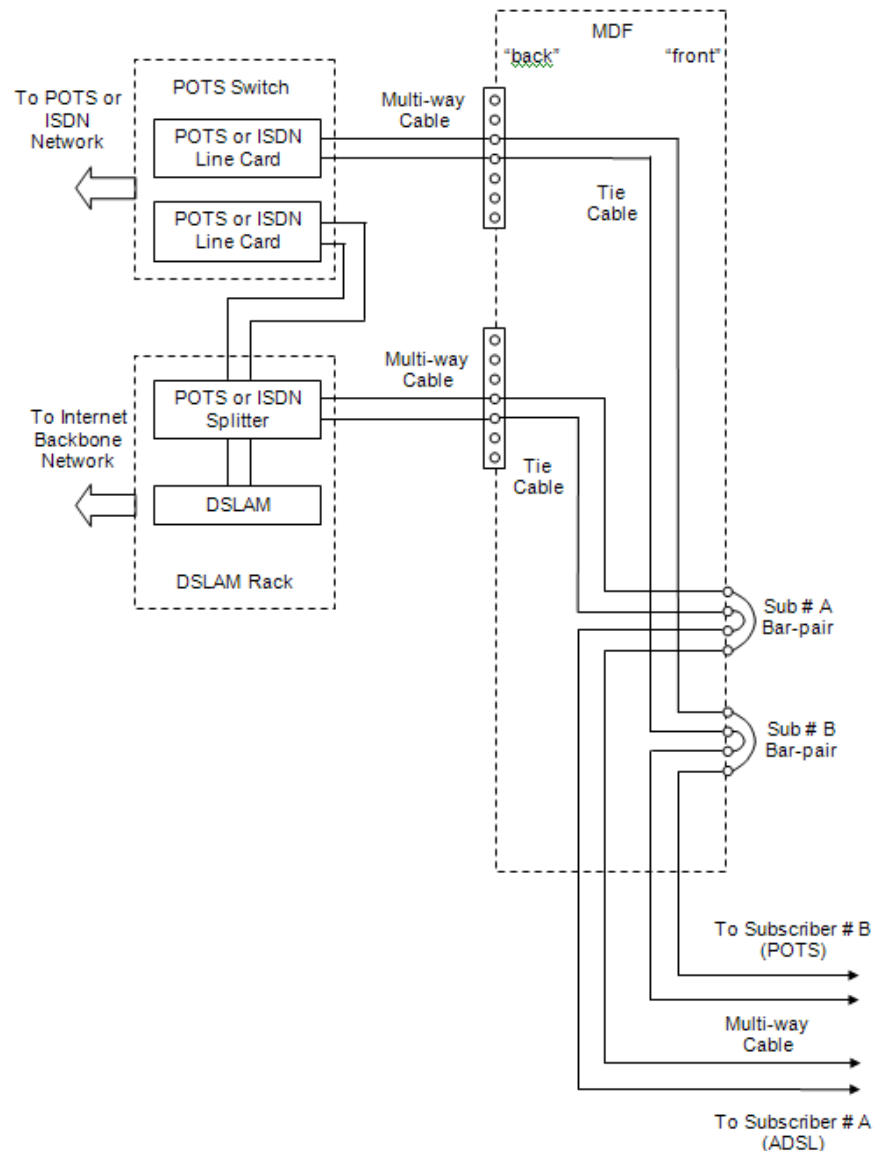 MDF
“back”
“front”
POTS Switch
To POTS or
ISDN
Network
Multi-way
Cable
POTS or ISDN
Line Card
Tie
Cable
POTS or ISDN
Line Card
Multi-way
Cable
POTS or ISDN
Splitter
To Internet
Backbone
Network
Tie
Cable
DSLAM
DSLAM Rack
Sub # A
Bar-pair
Sub # B
Bar-pair
To Subscriber # B
(POTS)
Multi-way
Cable
To Subscriber # A
(ADSL)